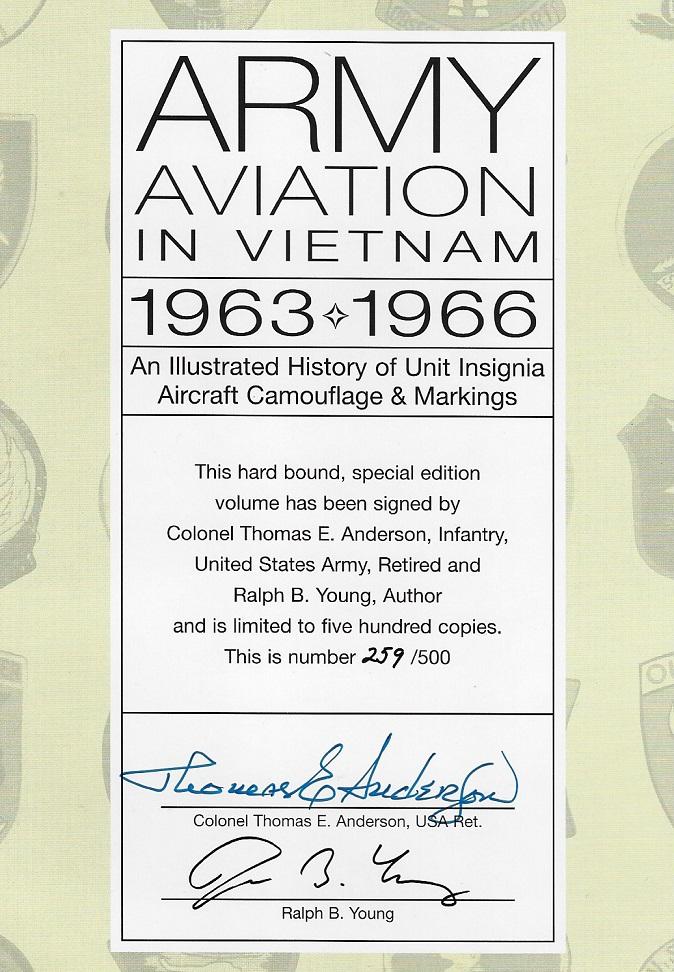 ARMY
AVIATION
IN VIETNAM
1963✧1966
An Illustrated History of Unit Insignia
Aircraft Camouflage & Markings
This hard bound, special edition
volume has been signed by
Colonel Thomas E. Anderson, Infantry,
United States Army, Retired and
Ralph B. Young, Author
and is limited to five hundred copies.
This is number 259 /500
Thomas E Anderson
Colonel Thomas E. Anderson, USA Ret.
B. Young
Ralph B. Young